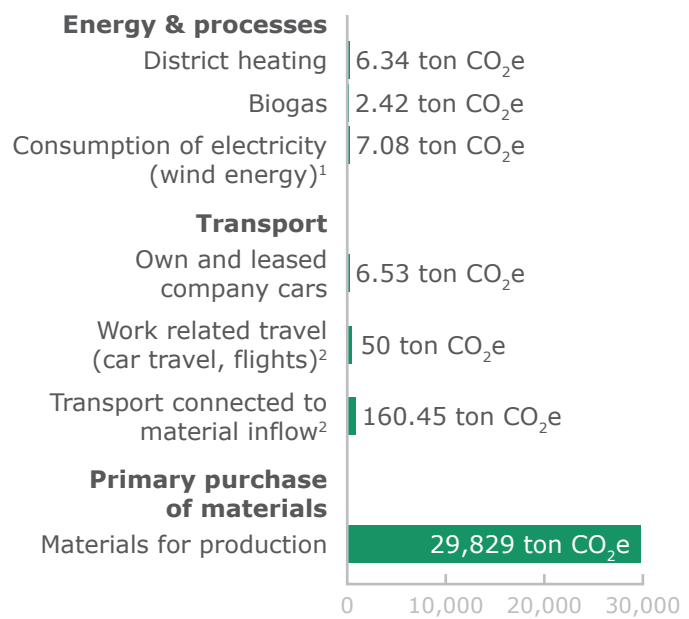 Energy & processes
District heating 6.34 ton CO₂e
Biogas 2.42 ton CO₂e
Consumption of electricity 7.08 ton CO₂e
(wind energy)¹
Transport
Own and leased
company cars 6.53 ton CO₂e
Work related travel
(car travel, flights)² 50 ton CO₂e
Transport connected to
material inflow² 160.45 ton CO₂e
Primary purchase
of materials
Materials for production 29,829 ton CO₂e
0 10,000 20,000 30,000